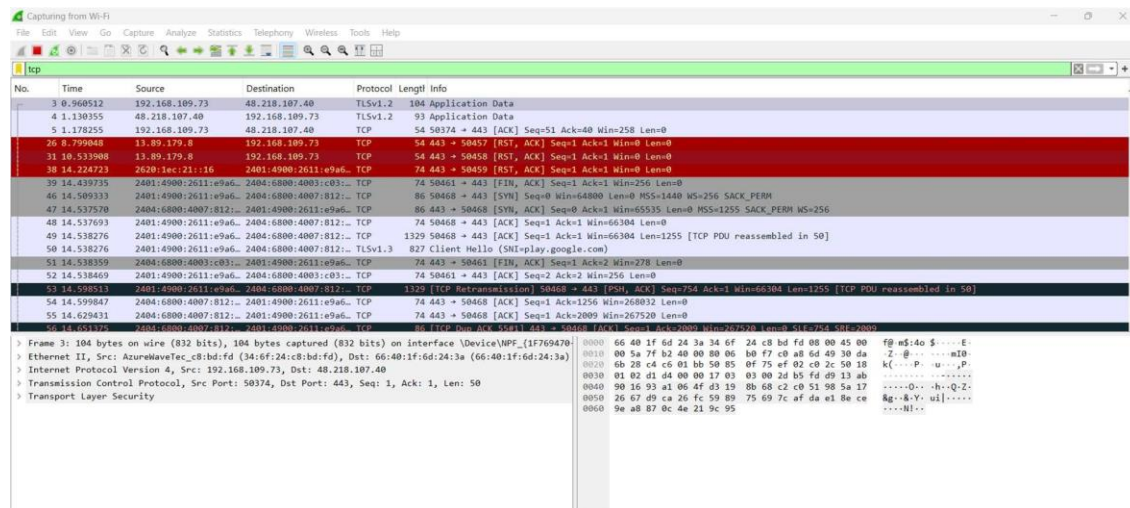 Capturing from Wi-Fi
File Edit View Go Capture Analyze Statistics Telephony Wireless Tools Help
tcp
No. Time Source Destination Protocol Lengtl Info
3 0.960512 192.168.109.73 48.218.107.40 TLSv1.2 104 Application Data
4 1.130355 48.218.107.40 192.168.109.73 TLSv1.2 93 Application Data
5 1.178255 192.168.109.73 48.218.107.40 TCP 54 50374 → 443 [ACK] Seq=51 Ack=40 Win=258 Len=0
26 8.799048 13.89.179.8 192.168.109.73 TCP 54 443 → 50457 [RST, ACK] Seq=1 Ack=1 Win=0 Len=0
31 10.533908 13.89.179.8 192.168.109.73 TCP 54 443 → 50458 [RST, ACK] Seq=1 Ack=1 Win=0 Len=0
38 14.224723 2620:1ec:21::16 2401:4900:2611:e9a6… TCP 74 443 → 50459 [RST, ACK] Seq=1 Ack=1 Win=0 Len=0
39 14.439735 2401:4900:2611:e9a6… 2404:6800:4003:c03:… TCP 74 50461 → 443 [FIN, ACK] Seq=1 Ack=1 Win=256 Len=0
46 14.509333 2401:4900:2611:e9a6… 2404:6800:4007:812:… TCP 86 50468 → 443 [SYN] Seq=0 Win=64800 Len=0 MSS=1440 WS=256 SACK_PERM
47 14.537570 2404:6800:4007:812:… 2401:4900:2611:e9a6… TCP 86 443 → 50468 [SYN, ACK] Seq=0 Ack=1 Win=65535 Len=0 MSS=1255 SACK_PERM WS=256
48 14.537693 2401:4900:2611:e9a6… 2404:6800:4007:812:… TCP 74 50468 → 443 [ACK] Seq=1 Ack=1 Win=66304 Len=0
49 14.538276 2401:4900:2611:e9a6… 2404:6800:4007:812:… TCP 1329 50468 → 443 [ACK] Seq=1 Ack=1 Win=66304 Len=1255 [TCP PDU reassembled in 50]
50 14.538276 2401:4900:2611:e9a6… 2404:6800:4007:812:… TLSv1.3 827 Client Hello (SNI=play.google.com)
51 14.538359 2404:6800:4003:c03:… 2401:4900:2611:e9a6… TCP 74 443 → 50461 [FIN, ACK] Seq=1 Ack=2 Win=278 Len=0
52 14.538469 2401:4900:2611:e9a6… 2404:6800:4003:c03:… TCP 74 50461 → 443 [ACK] Seq=2 Ack=2 Win=256 Len=0
53 14.598513 2401:4900:2611:e9a6… 2404:6800:4007:812:… TCP 1329 [TCP Retransmission] 50468 → 443 [PSH, ACK] Seq=754 Ack=1 Win=66304 Len=1255 [TCP PDU reassembled in 50]
54 14.599847 2404:6800:4007:812:… 2401:4900:2611:e9a6… TCP 74 443 → 50468 [ACK] Seq=1 Ack=1256 Win=268032 Len=0
55 14.629431 2404:6800:4007:812:… 2401:4900:2611:e9a6… TCP 74 443 → 50468 [ACK] Seq=1 Ack=2009 Win=267520 Len=0
56 14.651375 2404:6800:4007:812:… 2401:4900:2611:e9a6… TCP 86 [TCP Dup ACK 55#1] 443 → 50468 [ACK] Seq=1 Ack=2009 Win=267520 Len=0 SLE=754 SRE=2009
> Frame 3: 104 bytes on wire (832 bits), 104 bytes captured (832 bits) on interface \Device\NPF_{1F769470-
> Ethernet II, Src: AzureWaveTec_c8:bd:fd (34:6f:24:c8:bd:fd), Dst: 66:40:1f:6d:24:3a (66:40:1f:6d:24:3a)
> Internet Protocol Version 4, Src: 192.168.109.73, Dst: 48.218.107.40
> Transmission Control Protocol, Src Port: 50374, Dst Port: 443, Seq: 1, Ack: 1, Len: 50
> Transport Layer Security
0000 66 40 1f 6d 24 3a 34 6f 24 c8 bd fd 08 00 45 00 f@·m$:4o $·····E·
0010 00 5a 7f b2 40 00 80 06 b0 f7 c0 a8 6d 49 30 da ·Z··@··· ····mI0·
0020 6b 28 c4 c6 01 bb 50 85 0f 75 ef 02 c0 2c 50 18 k(····P· ·u···,P·
0030 01 02 d1 d4 00 00 17 03 03 00 2d b5 fd d9 13 ab ········ ··-·····
0040 90 16 93 a1 06 4f d3 19 8b 68 c2 c0 51 98 5a 17 ·····O·· ·h··Q·Z·
0050 26 67 d9 ca 26 fc 59 89 75 69 7c af da e1 8e ce &g··&·Y· ui|·····
0060 9e a8 87 0c 4e 21 9c 95 ····N!··